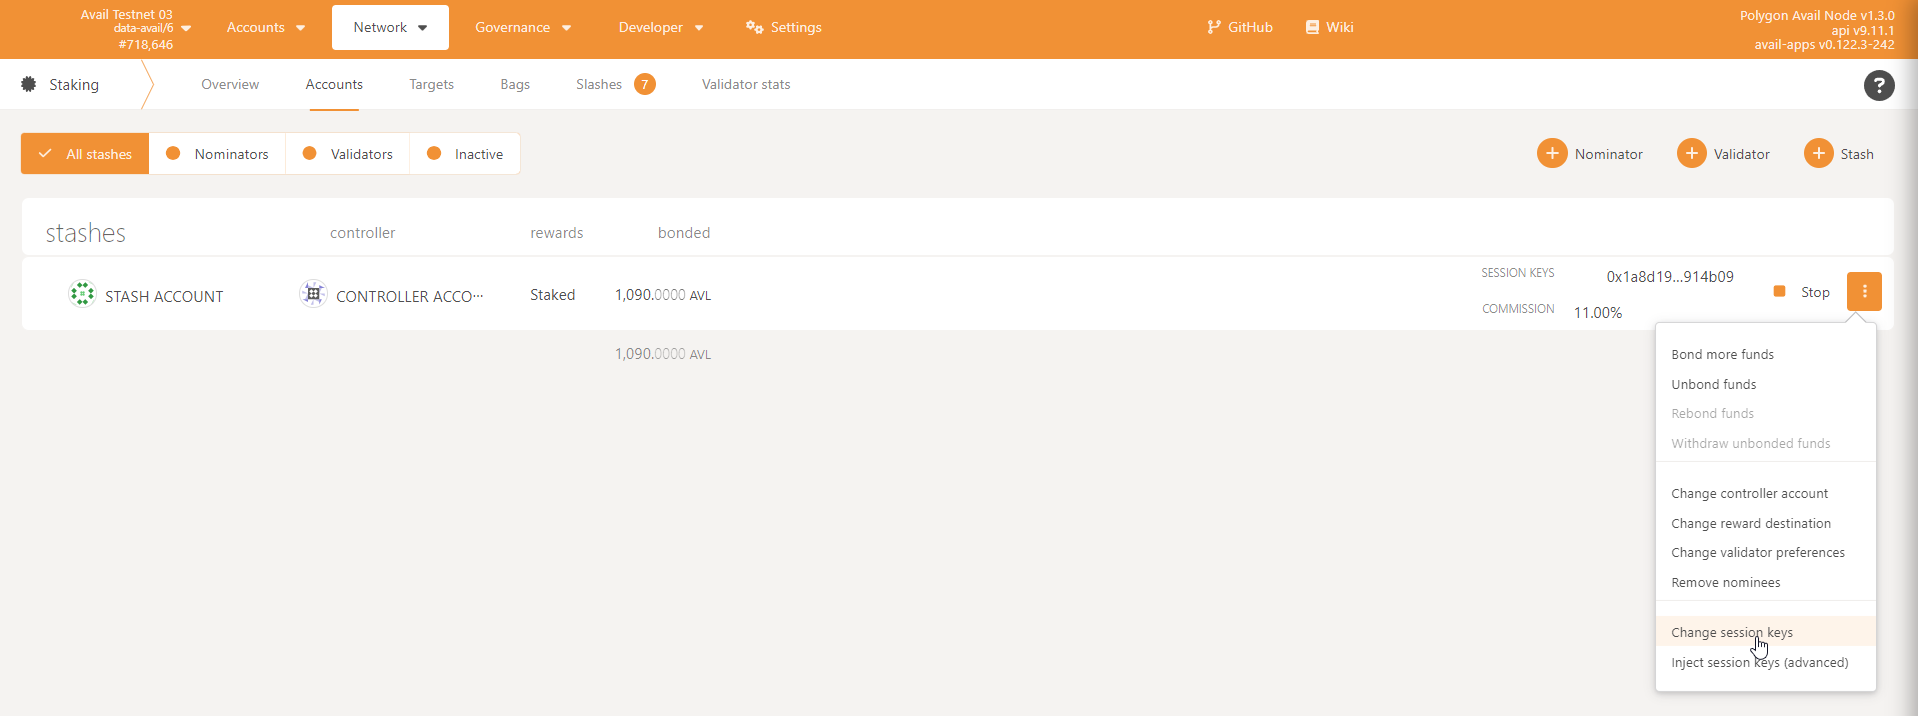 Avail Testnet 03
data-avail/6
#718,646
Accounts
Network
Governance
Developer
Settings
GitHub
Wiki
Polygon Avail Node v1.3.0
api v9.11.1
avail-apps v0.122.3-242
Staking
Overview
Accounts
Targets
Bags
Slashes 7
Validator stats
?
All stashes
Nominators
Validators
Inactive
Nominator
Validator
Stash
stashes controller rewards bonded
STASH ACCOUNT CONTROLLER ACCO··· Staked 1,090.0000 AVL
SESSION KEYS 0x1a8d19...914b09
COMMISSION 11.00%
Stop
1,090.0000 AVL
Bond more funds
Unbond funds
Rebond funds
Withdraw unbonded funds
Change controller account
Change reward destination
Change validator preferences
Remove nominees
Change session keys
Inject session keys (advanced)